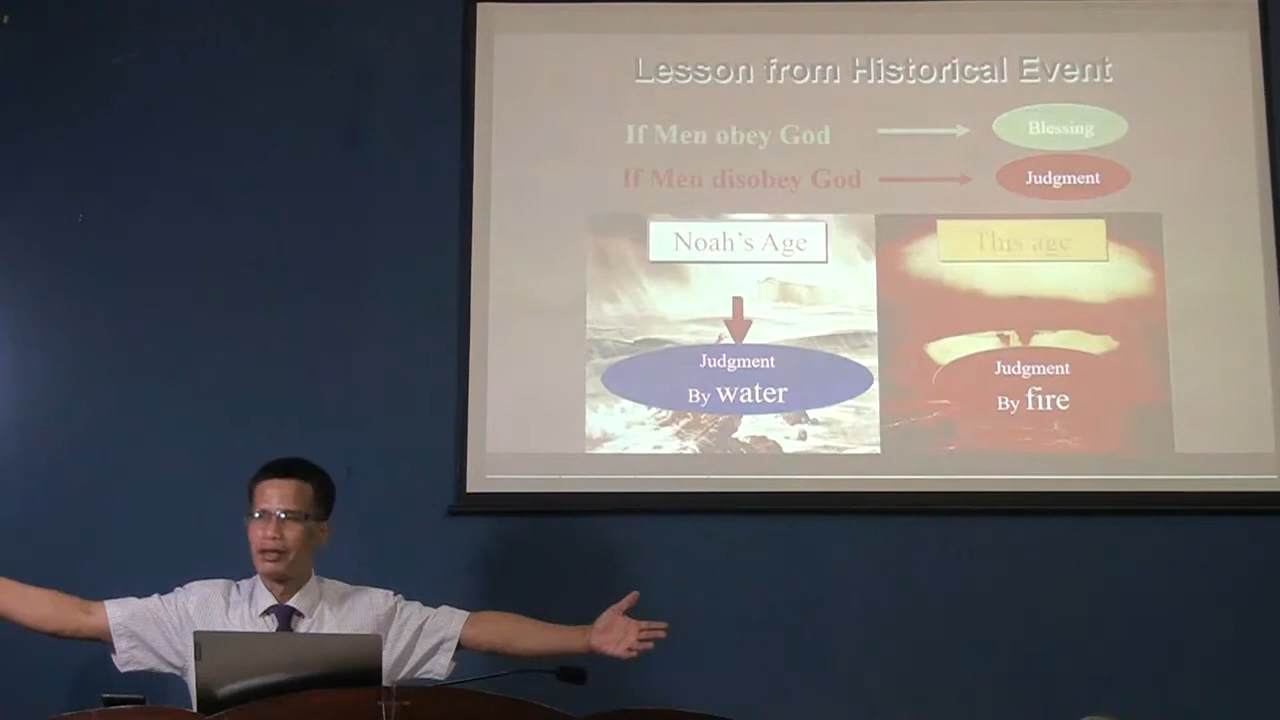 Lesson from Historical Event
If Men obey God
Blessing
If Men disobey God
Judgment
Noah`s Age
This age
Judgment
By water
Judgment
By fire